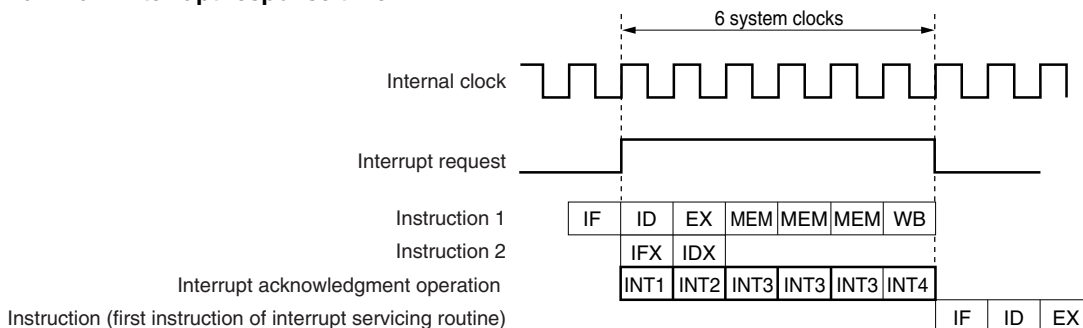 6 system clocks
Internal clock
Interrupt request
Instruction 1 IF ID EX MEM MEM MEM WB
Instruction 2 IFX IDX
Interrupt acknowledgment operation INT1 INT2 INT3 INT3 INT3 INT4
Instruction (first instruction of interrupt servicing routine) IF ID EX